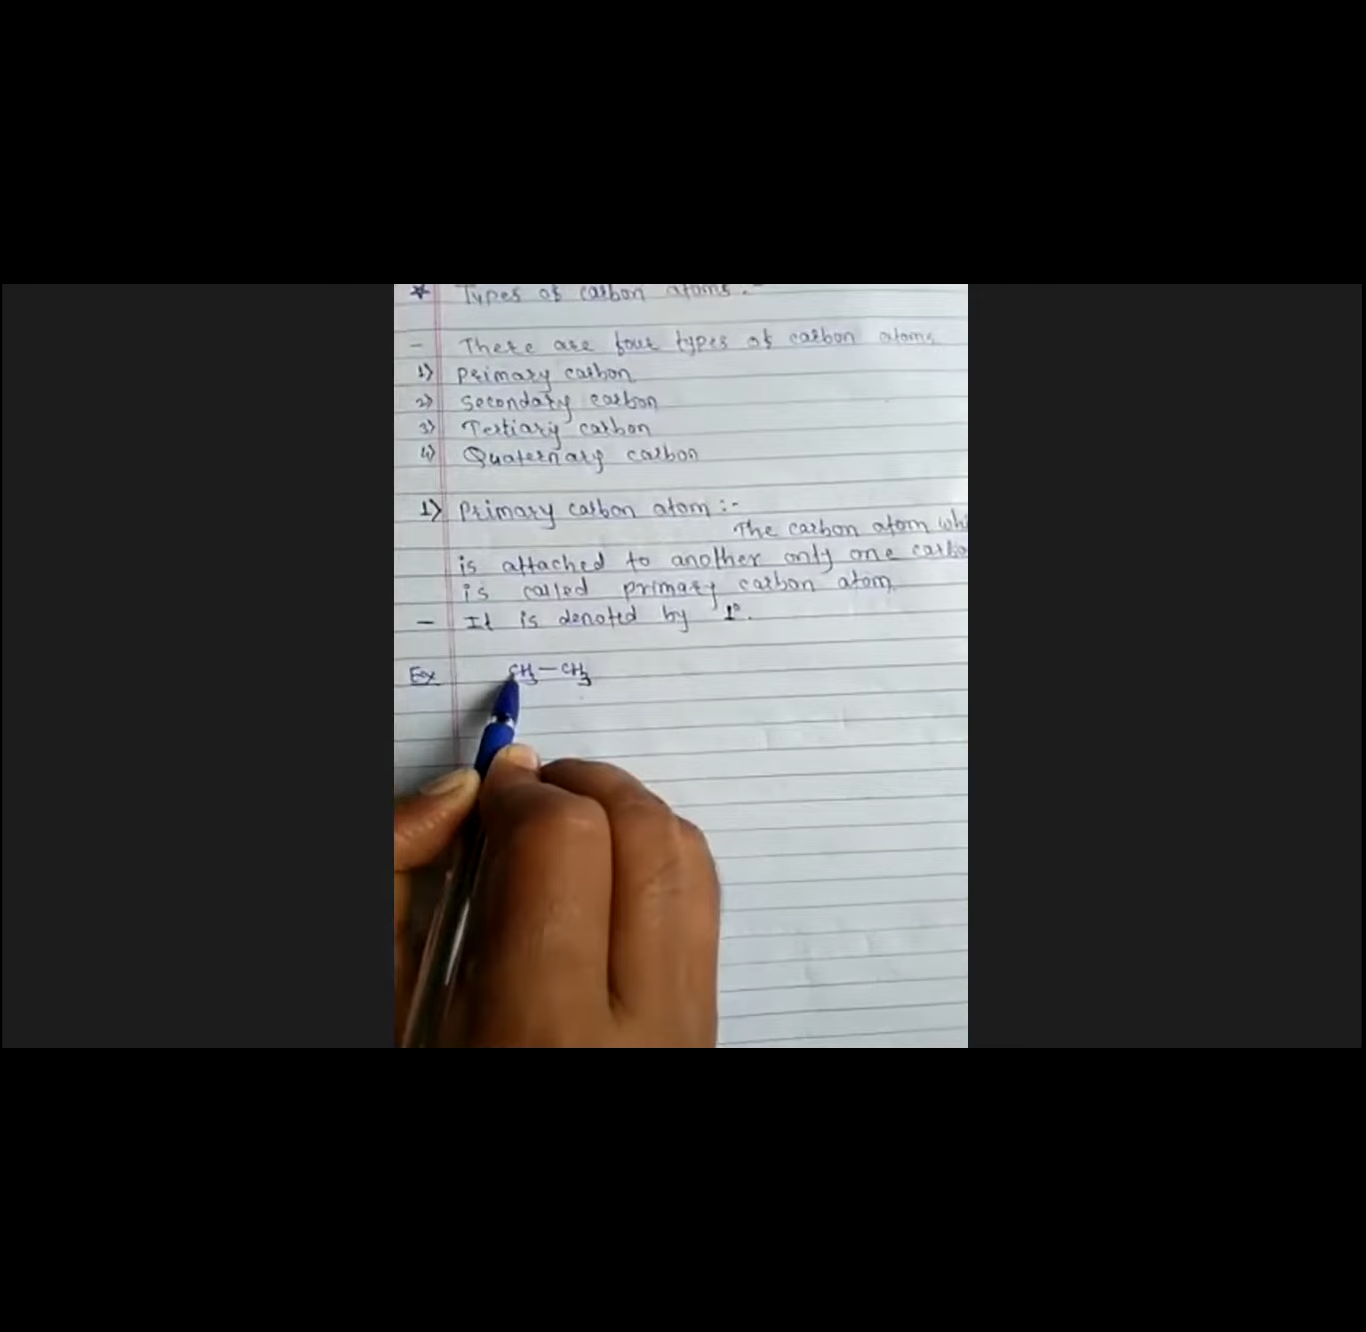 * Types of carbon atoms :-
- There are four types of carbon atoms
1) Primary carbon
2) Secondary carbon
3) Tertiary carbon
4) Quaternary carbon
1) Primary carbon atom :-
The carbon atom whi
is attached to another only one carbo
is called primary carbon atom.
- It is denoted by 1°.
Ex CH3 - CH3